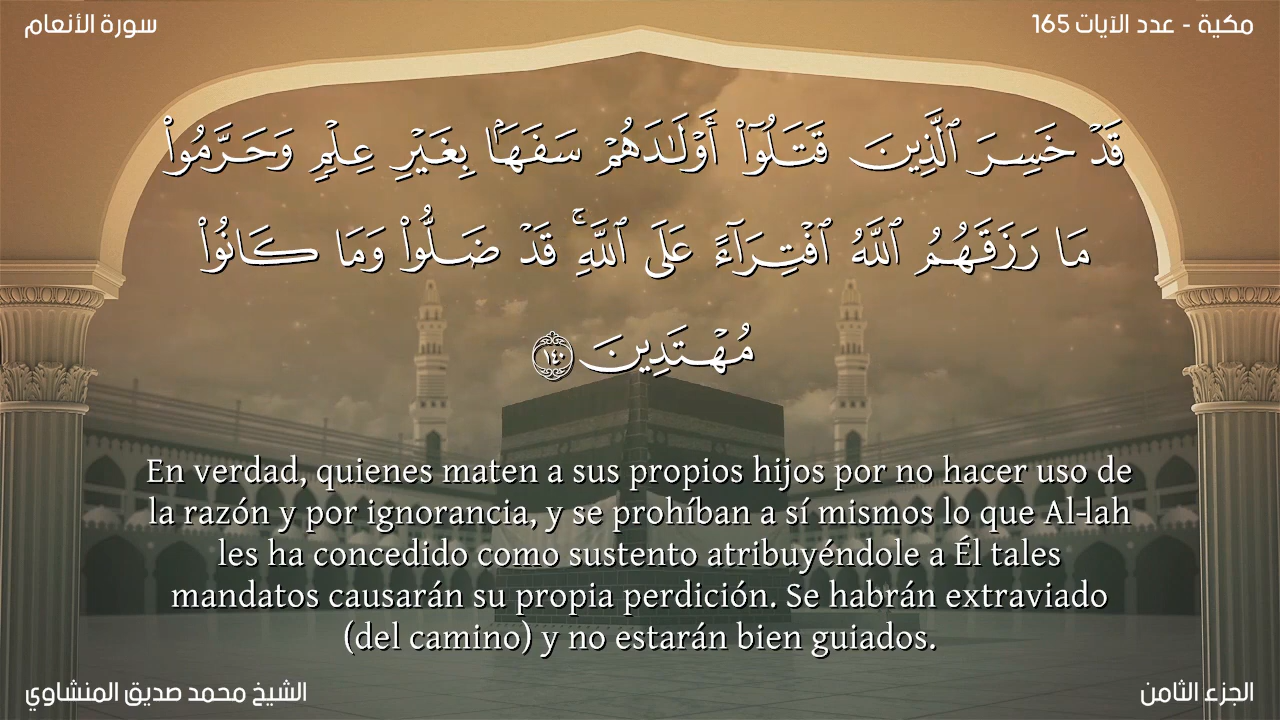 مكية - عدد الآيات 165
سورة الأنعام
قَدْ خَسِرَ ٱلَّذِينَ قَتَلُوٓا۟ أَوْلَـٰدَهُمْ سَفَهًۢا بِغَيْرِ عِلْمٍ وَحَرَّمُوا۟
مَا رَزَقَهُمُ ٱللَّهُ ٱفْتِرَآءً عَلَى ٱللَّهِ ۚ قَدْ ضَلُّوا۟ وَمَا كَانُوا۟
مُهْتَدِينَ ١٤٠
En verdad, quienes maten a sus propios hijos por no hacer uso de
la razón y por ignorancia, y se prohíban a sí mismos lo que Al-lah
les ha concedido como sustento atribuyéndole a Él tales
mandatos causarán su propia perdición. Se habrán extraviado
(del camino) y no estarán bien guiados.
الجزء الثامن
الشيخ محمد صديق المنشاوي